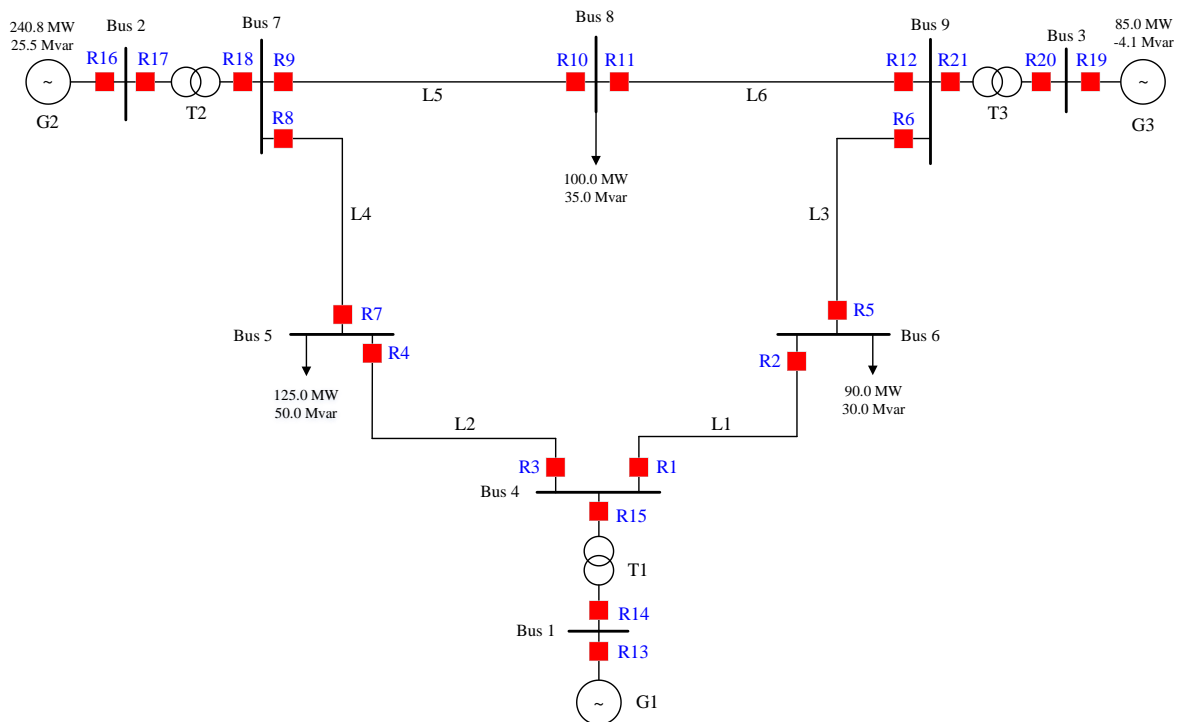 240.8 MW
25.5 Mvar
Bus 2
Bus 7
Bus 8
Bus 9
Bus 3
85.0 MW
-4.1 Mvar
R16
R17
R18
R9
R10
R11
R12
R21
R20
R19
~
~
G2
T2
L5
L6
T3
G3
R8
R6
100.0 MW
35.0 Mvar
L4
L3
R7
R5
Bus 5
Bus 6
R4
R2
125.0 MW
50.0 Mvar
90.0 MW
30.0 Mvar
L2
L1
R3
R1
Bus 4
R15
T1
R14
Bus 1
R13
~
G1